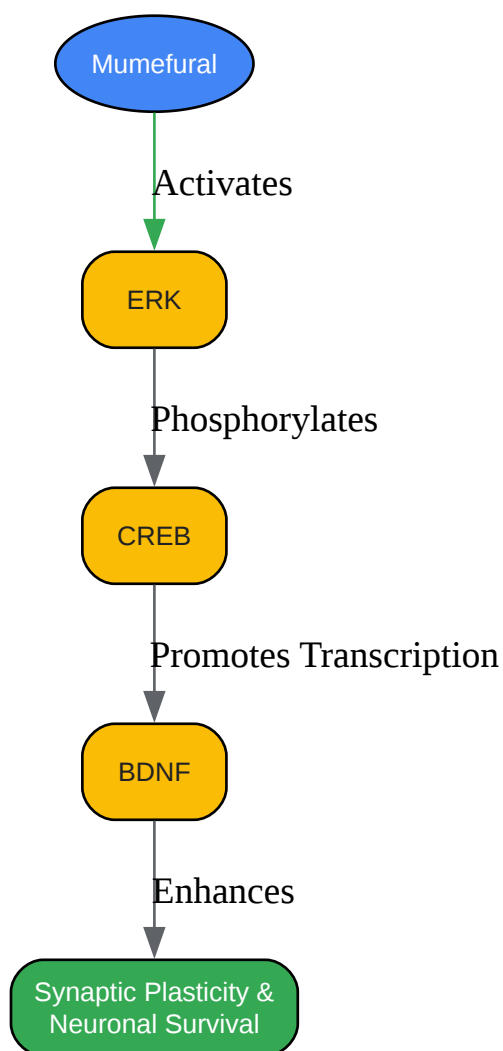 Mumefural
Activates
ERK
Phosphorylates
CREB
Promotes Transcription
BDNF
Enhances
Synaptic Plasticity &
Neuronal Survival